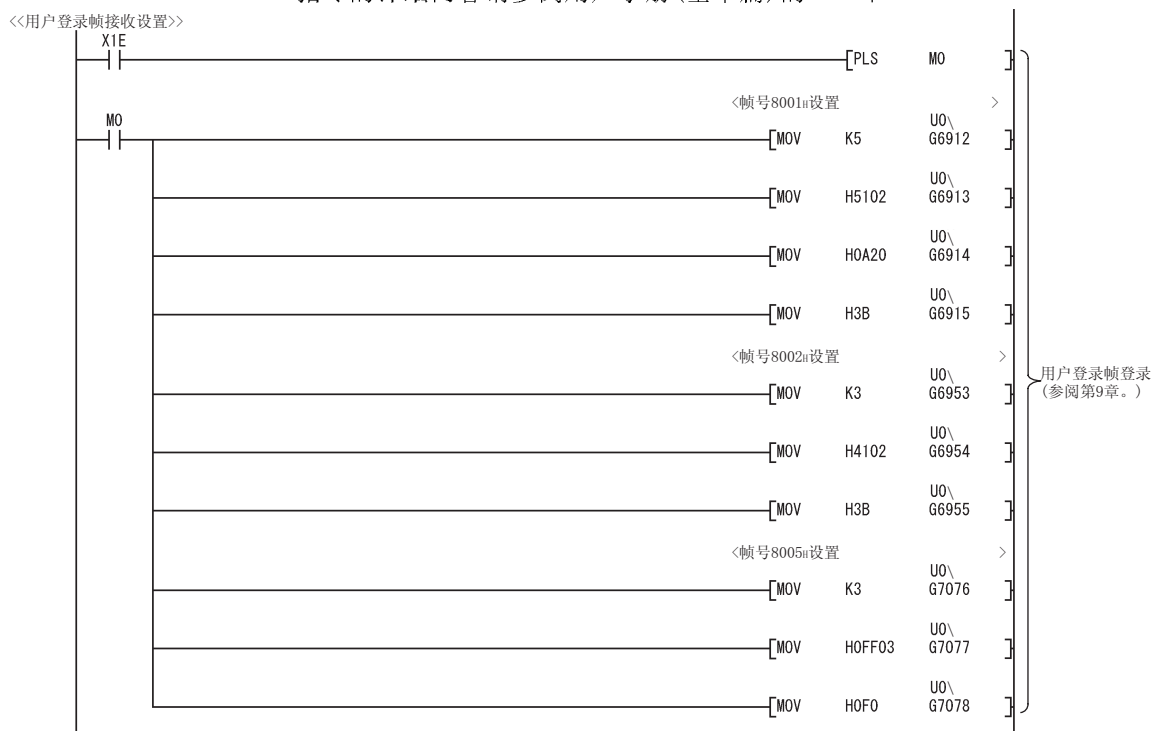 <<用户登录帧接收设置>>
X1E
PLS M0
<帧号8001H设置 >
M0
U0\
MOV K5 G6912
U0\
MOV H5102 G6913
U0\
MOV H0A20 G6914
U0\
MOV H3B G6915
<帧号8002H设置 >
U0\
MOV K3 G6953
U0\
MOV H4102 G6954
U0\
MOV H3B G6955
用户登录帧登录
(参阅第9章。)
<帧号8005H设置 >
U0\
MOV K3 G7076
U0\
MOV H0FF03 G7077
U0\
MOV H0F0 G7078